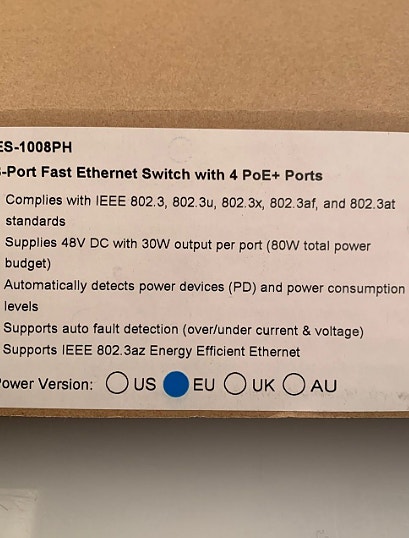 ES-1008PH
-Port Fast Ethernet Switch with 4 PoE+ Ports
Complies with IEEE 802.3, 802.3u, 802.3x, 802.3af, and 802.3at
standards
Supplies 48V DC with 30W output per port (80W total power
budget)
Automatically detects power devices (PD) and power consumption
levels
Supports auto fault detection (over/under current & voltage)
Supports IEEE 802.3az Energy Efficient Ethernet
ower Version: US EU UK AU